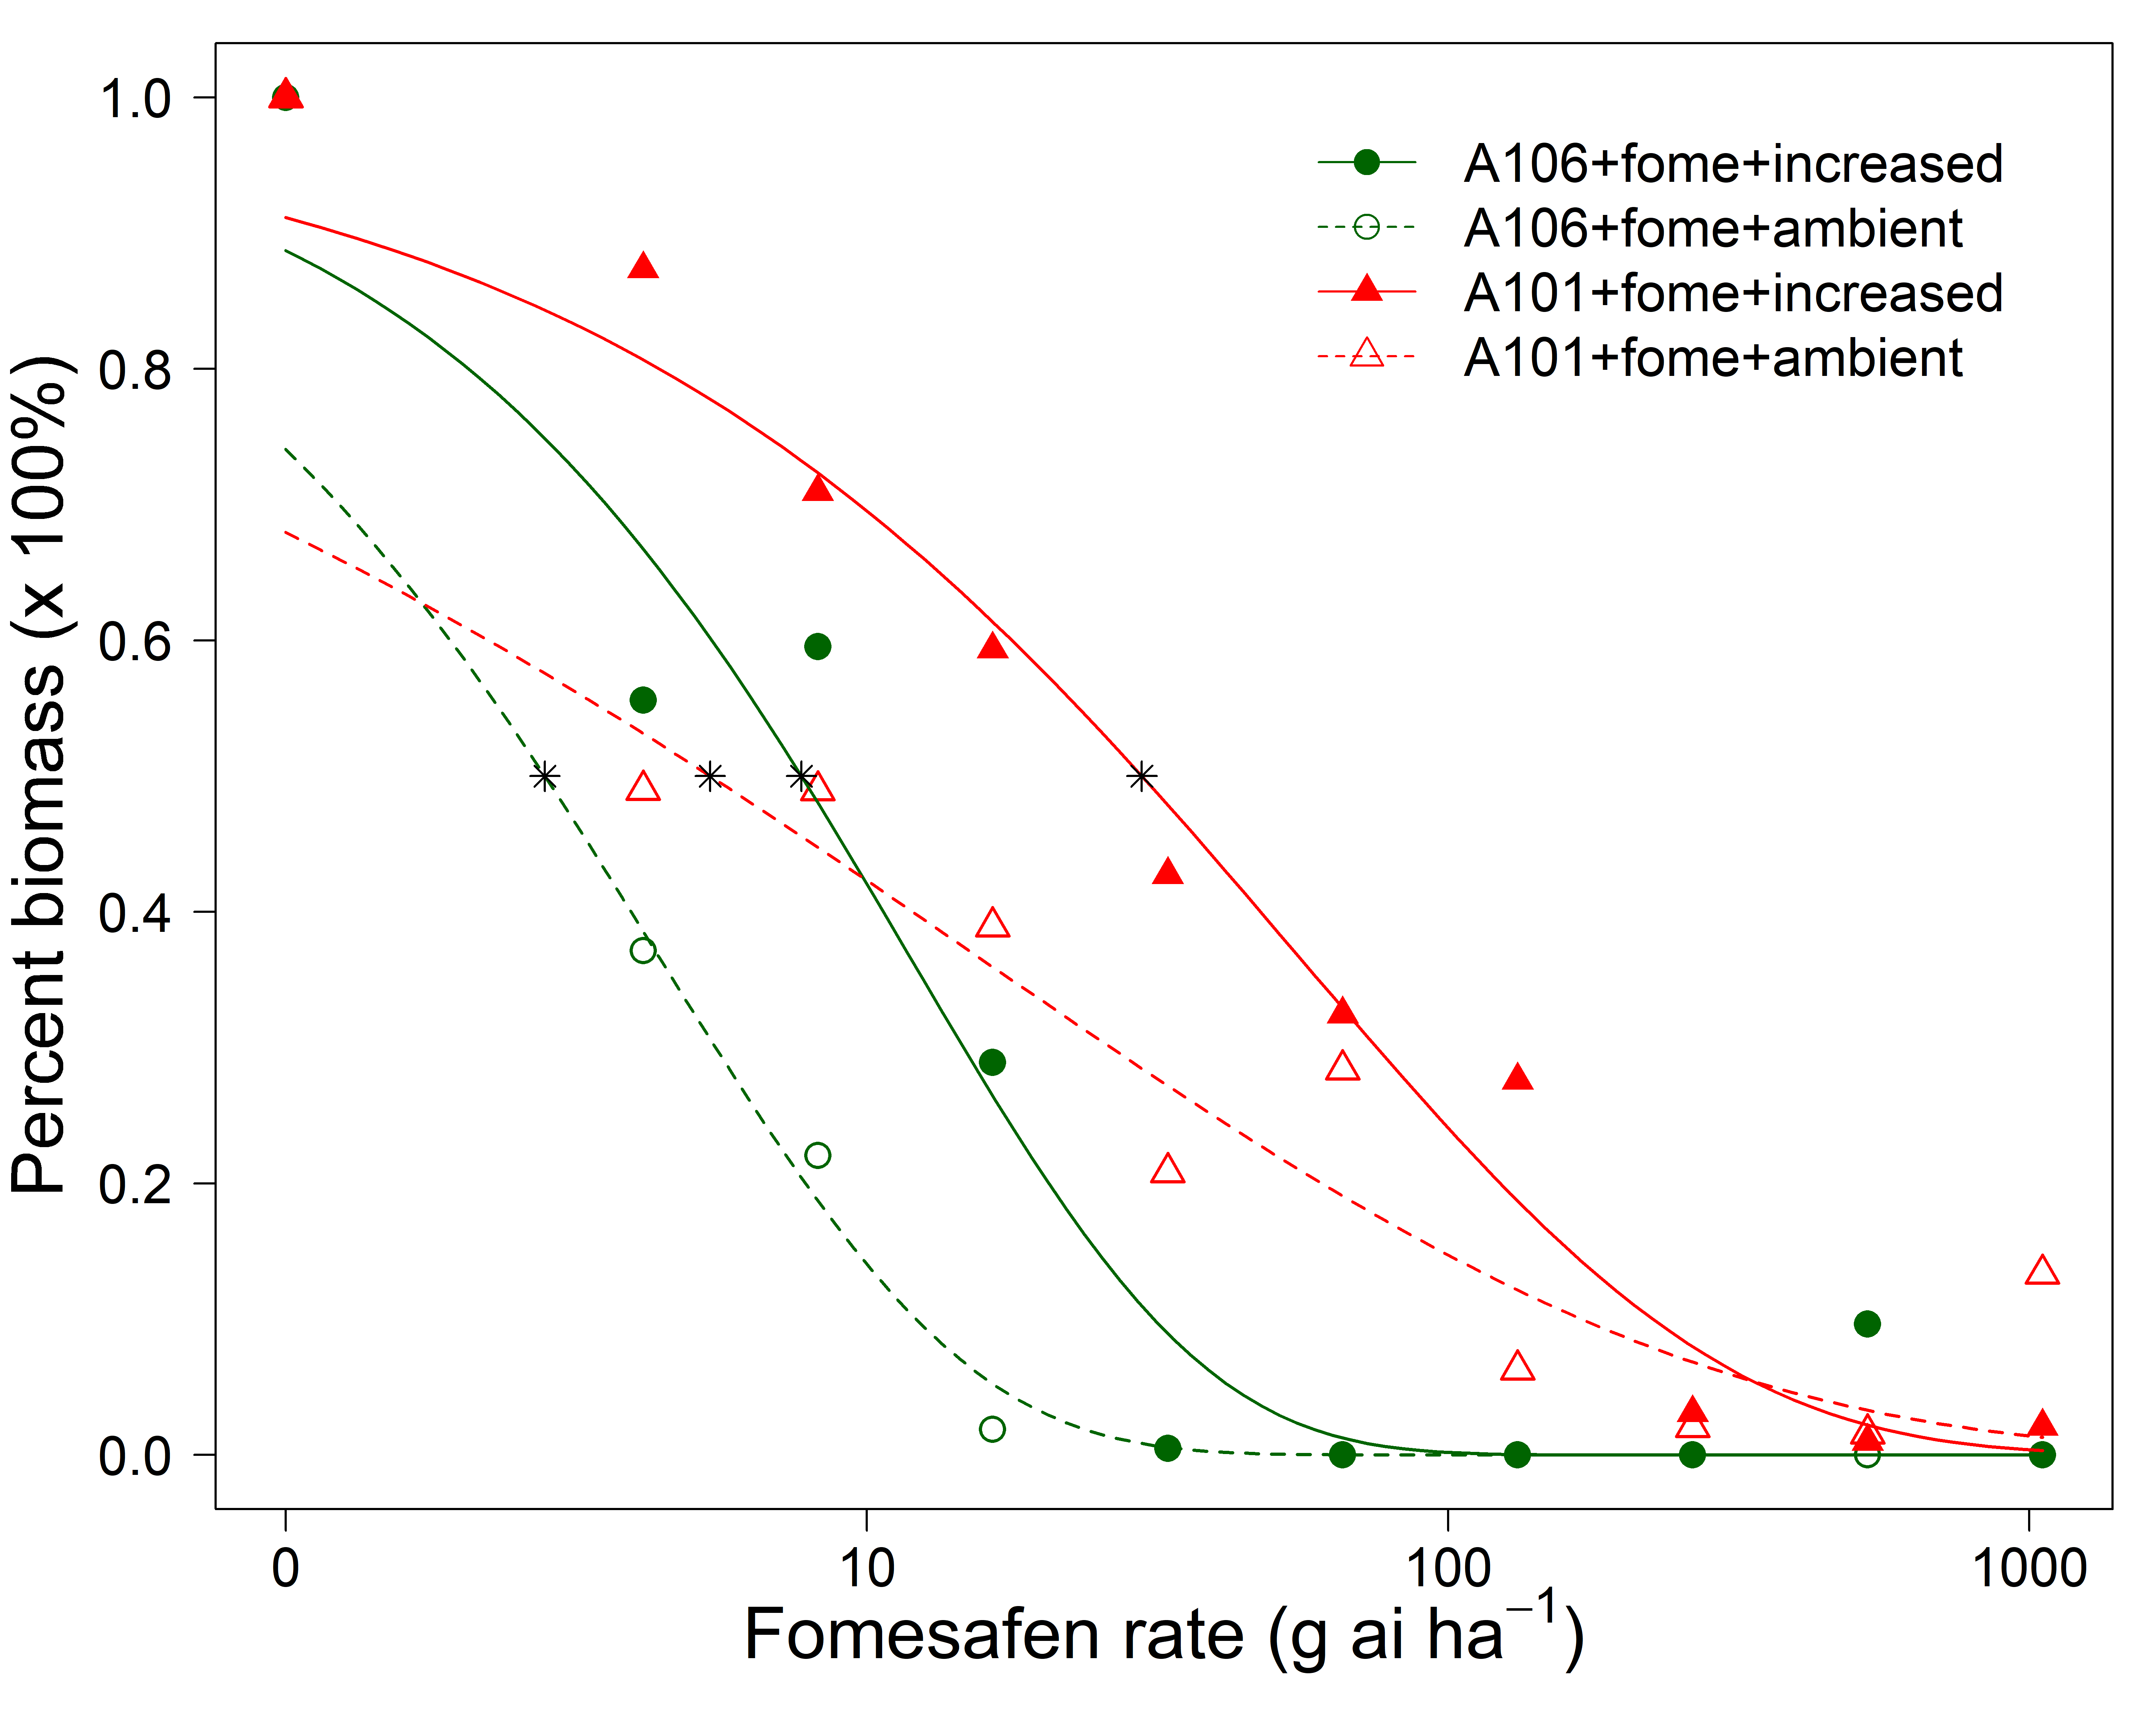 1.0
0.8
0.6
0.4
0.2
0.0
Percent biomass (x 100%)
A106+fome+increased
A106+fome+ambient
A101+fome+increased
A101+fome+ambient
0 10 100 1000
Fomesafen rate (g ai ha⁻¹)